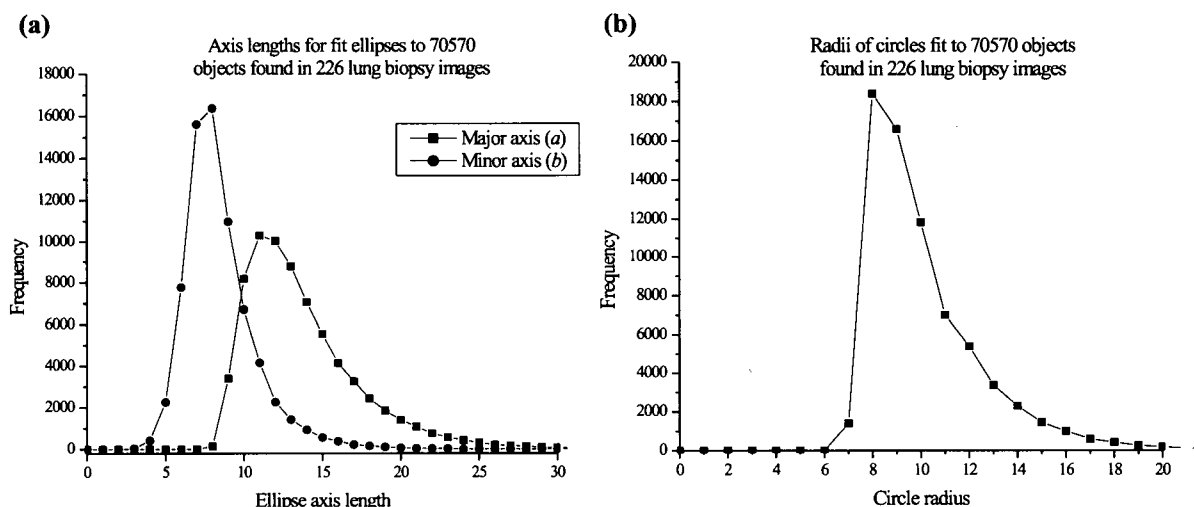 (a)
Axis lengths for fit ellipses to 70570
objects found in 226 lung biopsy images
18000
16000
14000
12000
10000
8000
6000
4000
2000
0
Frequency
Major axis (a)
Minor axis (b)
0 5 10 15 20 25 30
Ellipse axis length
(b)
Radii of circles fit to 70570 objects
found in 226 lung biopsy images
20000
18000
16000
14000
12000
10000
8000
6000
4000
2000
0
Frequency
0 2 4 6 8 10 12 14 16 18 20
Circle radius